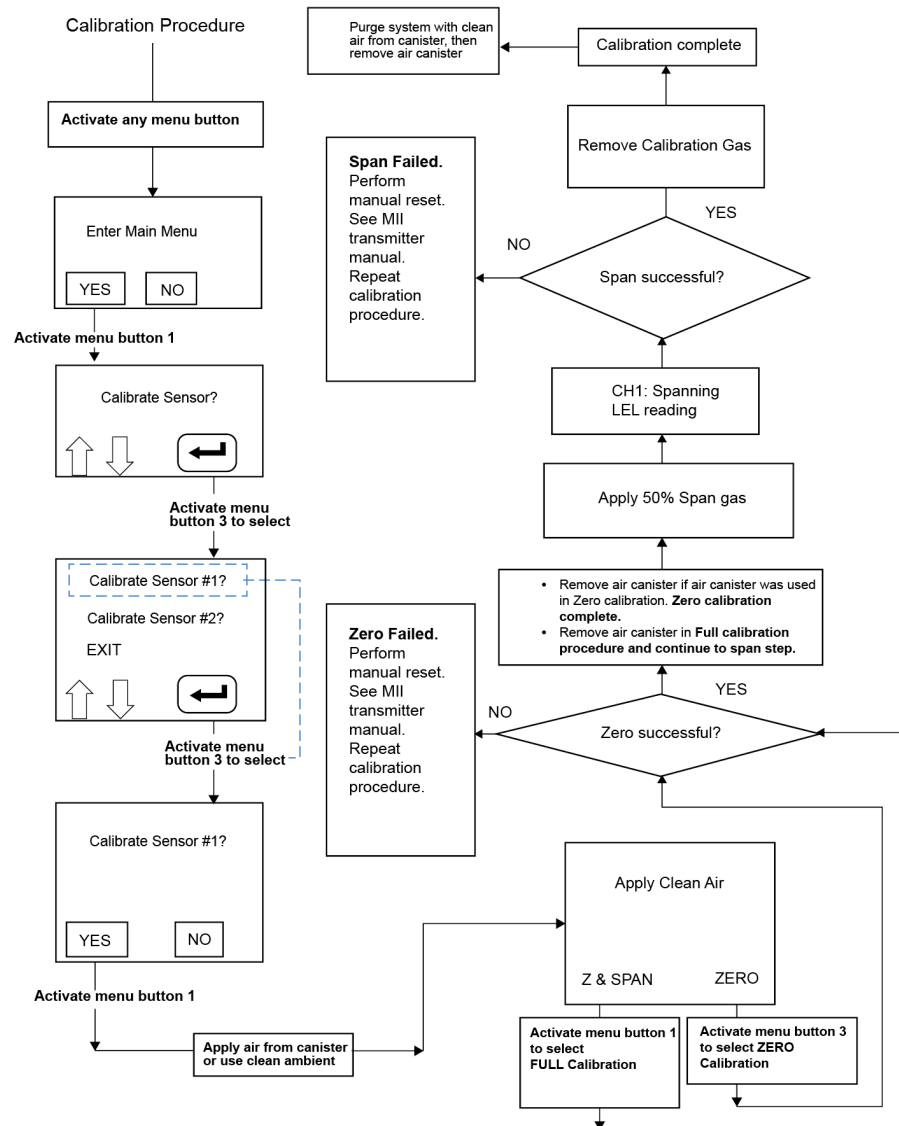 Calibration Procedure
Activate any menu button
Enter Main Menu
YES
NO
Activate menu button 1
Calibrate Sensor?
Activate menu
button 3 to select
Calibrate Sensor #1?
Calibrate Sensor #2?
EXIT
Activate menu
button 3 to select
Calibrate Sensor #1?
YES
NO
Activate menu button 1
Apply air from canister
or use clean ambient
Apply Clean Air
Z & SPAN
ZERO
Activate menu button 1
to select
FULL Calibration
Activate menu button 3
to select ZERO
Calibration
Zero successful?
NO
YES
Zero Failed.
Perform
manual reset.
See MII
transmitter
manual.
Repeat
calibration
procedure.
• Remove air canister if air canister was used
in Zero calibration. Zero calibration
complete.
• Remove air canister in Full calibration
procedure and continue to span step.
Apply 50% Span gas
CH1: Spanning
LEL reading
Span successful?
NO
YES
Span Failed.
Perform
manual reset.
See MII
transmitter
manual.
Repeat
calibration
procedure.
Remove Calibration Gas
Calibration complete
Purge system with clean
air from canister, then
remove air canister